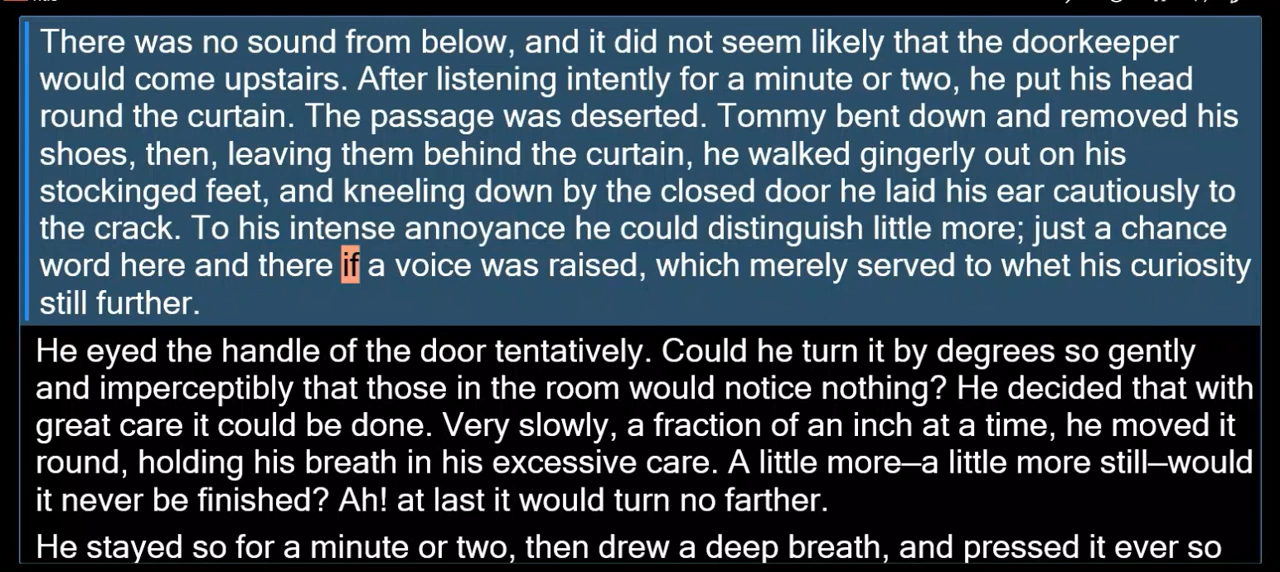 There was no sound from below, and it did not seem likely that the doorkeeper
would come upstairs. After listening intently for a minute or two, he put his head
round the curtain. The passage was deserted. Tommy bent down and removed his
shoes, then, leaving them behind the curtain, he walked gingerly out on his
stockinged feet, and kneeling down by the closed door he laid his ear cautiously to
the crack. To his intense annoyance he could distinguish little more; just a chance
word here and there if a voice was raised, which merely served to whet his curiosity
still further.
He eyed the handle of the door tentatively. Could he turn it by degrees so gently
and imperceptibly that those in the room would notice nothing? He decided that with
great care it could be done. Very slowly, a fraction of an inch at a time, he moved it
round, holding his breath in his excessive care. A little more—a little more still—would
it never be finished? Ah! at last it would turn no farther.
He stayed so for a minute or two, then drew a deep breath, and pressed it ever so